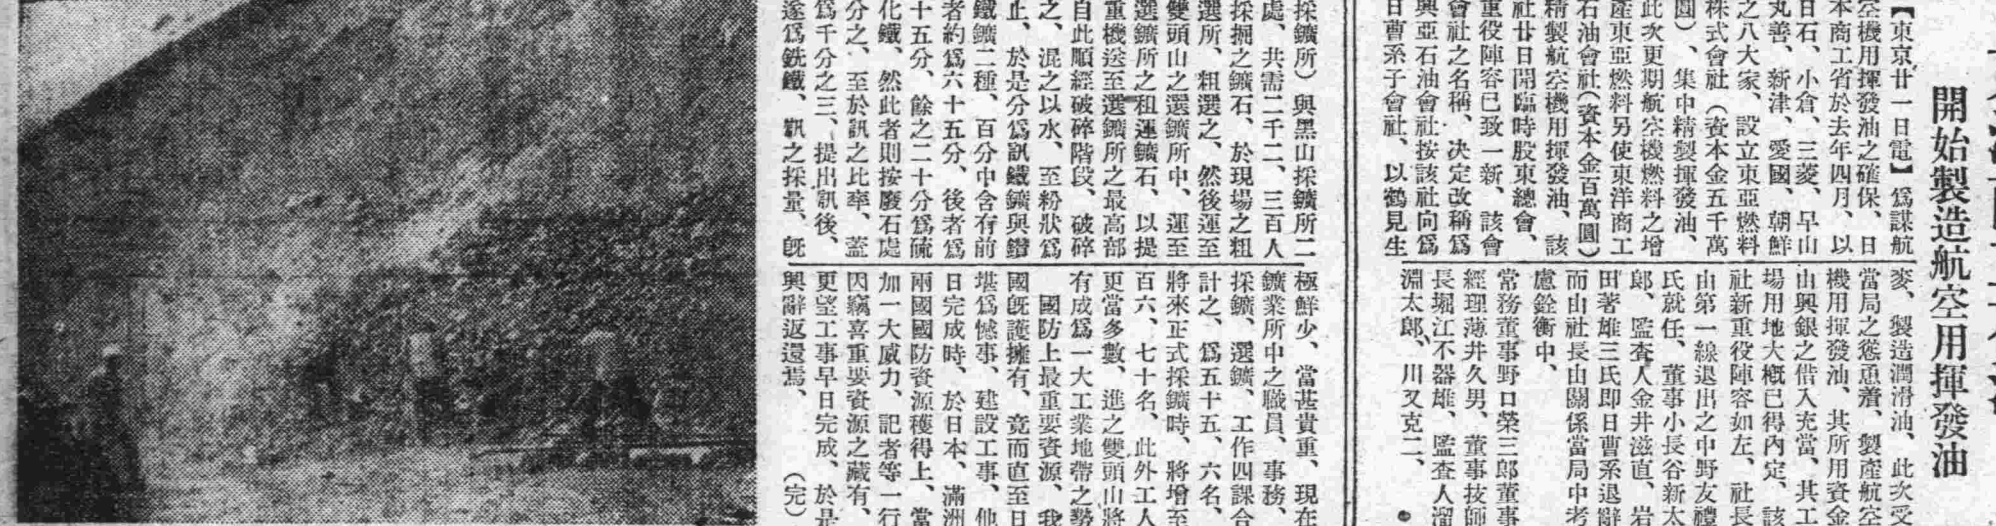 開始製造航空用揮發油
【東京廿一日電】爲謀航
空機用揮發油之確保、日
本商工省於去年四月、以
日石、小倉、三菱、早山
丸善、新津、愛國、朝鮮
之八大家、設立東亞燃料
株式會社（資本金五千萬
圓）、集中精製揮發油、
此次更期航空機燃料之增
產東亞燃料另使東洋商工
石油會社（資本金百萬圓）
精製航空機用揮發油、該
社廿日開臨時股東總會、
重役陣容已致一新、該會
會社之名稱、决定改稱爲
興亞石油會社按該社向爲
日曹系子會社、以鶴見生
麥、製造潤滑油、此次受
當局之慫恿着、製產航空
機用揮發油、其所用資金
由興銀之借入充當、其工
場用地大概已得內定、該
社新重役陣容如左、社長
由第一線退出之中野友禮
氏就任、董事小長谷新太
郎、監査人金井滋直、岩
田著雄三氏即日曹系退辭
而由社長山關係當局中考
慮銓衡中、
常務董事野口榮三郎董事
經理薄井久男、董事技師
長堀江不器雄、監査人溜
淵太郎、川又克二、
採鑛所）與黑山採鑛所二
處、共需二千二、三百人
採掘之鑛石、於現場之粗
選所、粗選之、然後運至
雙頭山之選鑛所中、運至
選鑛所之粗運鑛石、以提
重機送至選鑛所之最高部
自此順經破碎階段、破碎
之、混之以水、至粉狀爲
止、於是分爲訊鐵鑛與鑽
鐵鑛二種、百分中含有前
者約爲六十五分、後者爲
十五分、餘之二十分爲硫
化鐵、然此者則按廢石處
分之、至於訊之比率、蓋
爲千分之三、提出訊後、
遂爲銑鐵、訊之採量、旣
極鮮少、當甚貴重、現在
鑛業所中之職員、事務、
採鑛、選鑛、工作四課合
計之、爲五十五、六名、
將來正式採鑛時、將增至
百六、七十名、此外工人
更當多數、進之雙頭山將
有成爲一大工業地帶之勢
國防上最重要資源、我
國旣護擁有、竟而直至日
堪爲憾事、建設工事、他
日完成時、於日本、滿洲
兩國國防資源獲得上、當
加一大威力、記者等一行
因竊喜重要資源之藏有、
更望工事早日完成、於是
興辭返還焉、（完）